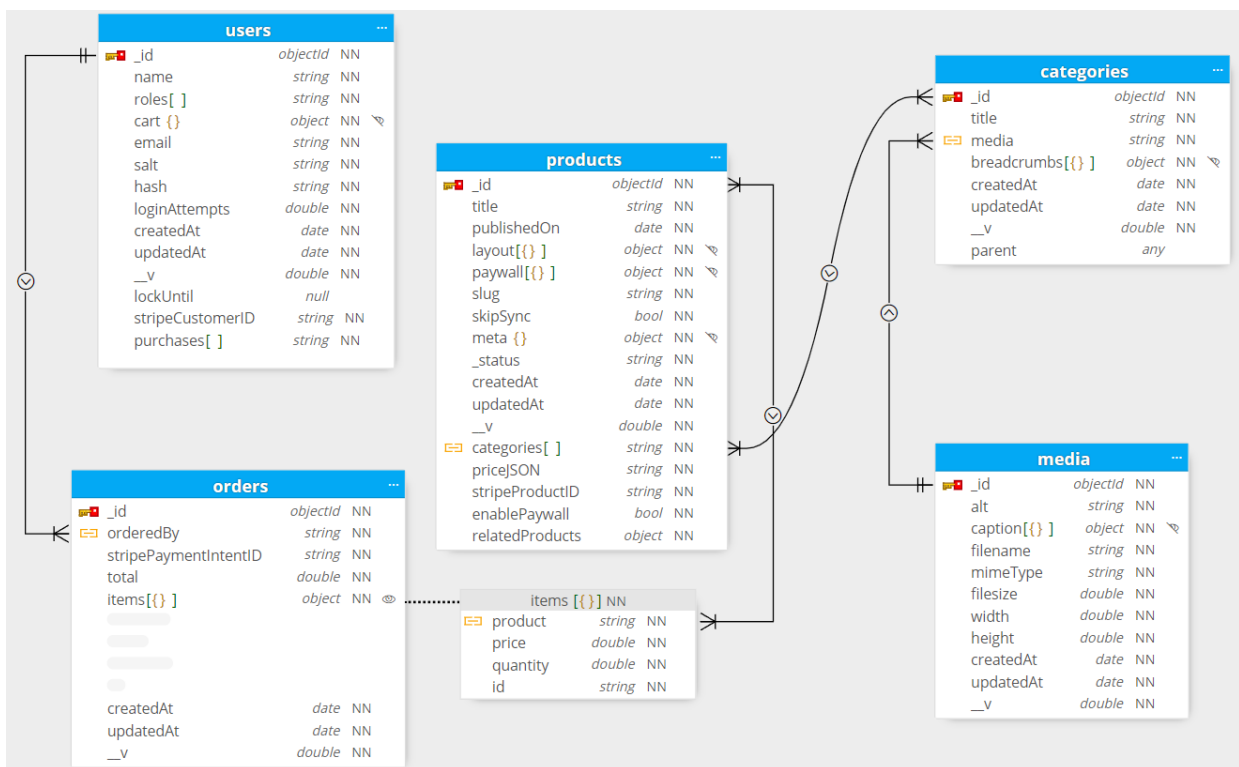 users ...
_id objectId NN
name string NN
roles[ ] string NN
cart {} object NN
email string NN
salt string NN
hash string NN
loginAttempts double NN
createdAt date NN
updatedAt date NN
__v double NN
lockUntil null
stripeCustomerID string NN
purchases[ ] string NN
products ...
_id objectId NN
title string NN
publishedOn date NN
layout[{} ] object NN
paywall[{} ] object NN
slug string NN
skipSync bool NN
meta {} object NN
_status string NN
createdAt date NN
updatedAt date NN
__v double NN
categories[ ] string NN
priceJSON string NN
stripeProductID string NN
enablePaywall bool NN
relatedProducts object NN
categories ...
_id objectId NN
title string NN
media string NN
breadcrumbs[{} ] object NN
createdAt date NN
updatedAt date NN
__v double NN
parent any
orders ...
_id objectId NN
orderedBy string NN
stripePaymentIntentID string NN
total double NN
items[{} ] object NN
createdAt date NN
updatedAt date NN
__v double NN
items [{}] NN
product string NN
price double NN
quantity double NN
id string NN
media ...
_id objectId NN
alt string NN
caption[{} ] object NN
filename string NN
mimeType string NN
filesize double NN
width double NN
height double NN
createdAt date NN
updatedAt date NN
__v double NN